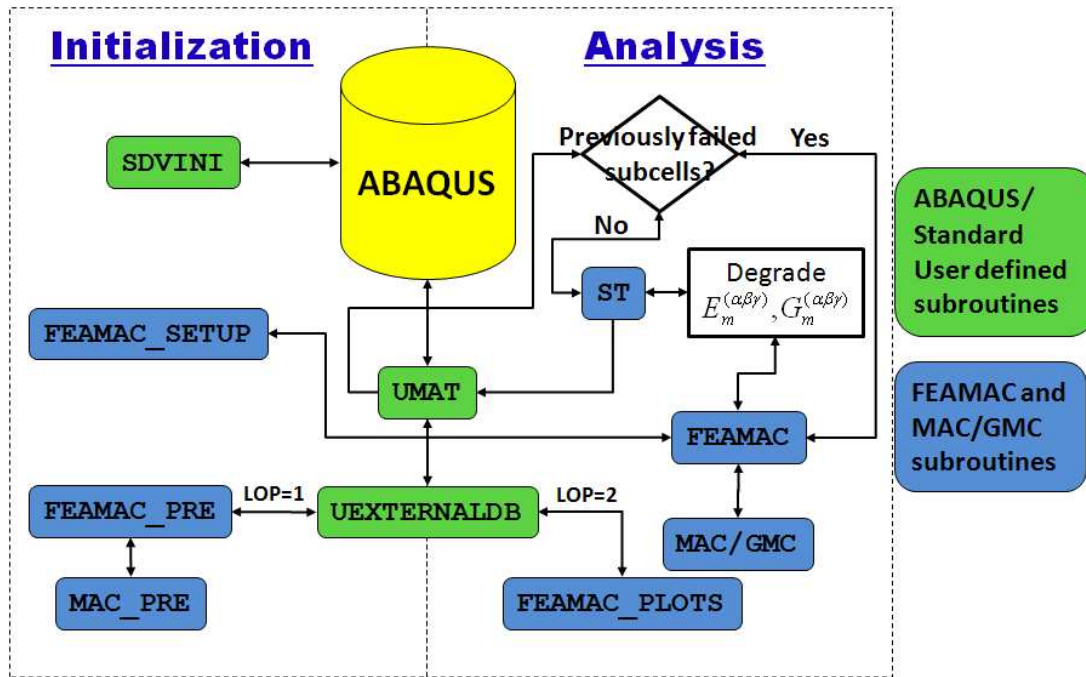 Initialization
Analysis
Previously failed
subcells?
Yes
No
SDVINI
ABAQUS
ST
Degrade
E_m^{(αβγ)}, G_m^{(αβγ)}
FEAMAC_SETUP
UMAT
FEAMAC
LOP=1
LOP=2
FEAMAC_PRE
UEXTERNALDB
MAC/GMC
MAC_PRE
FEAMAC_PLOTS
ABAQUS/
Standard
User defined
subroutines
FEAMAC and
MAC/GMC
subroutines